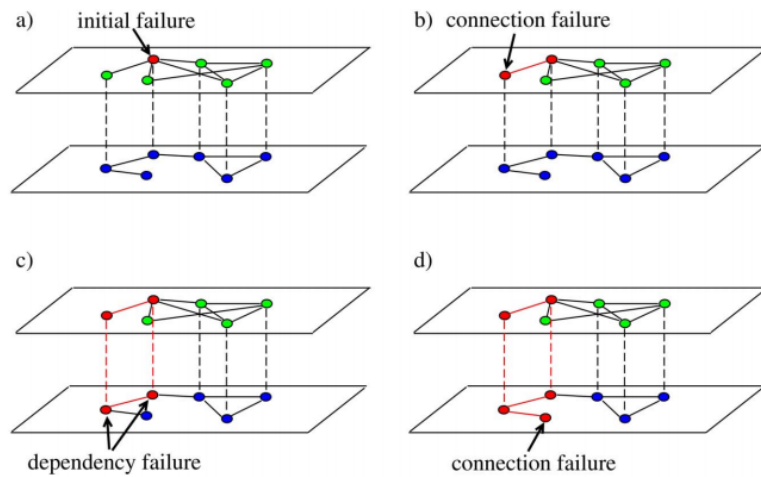 a)
initial failure
b)
connection failure
c)
dependency failure
d)
connection failure